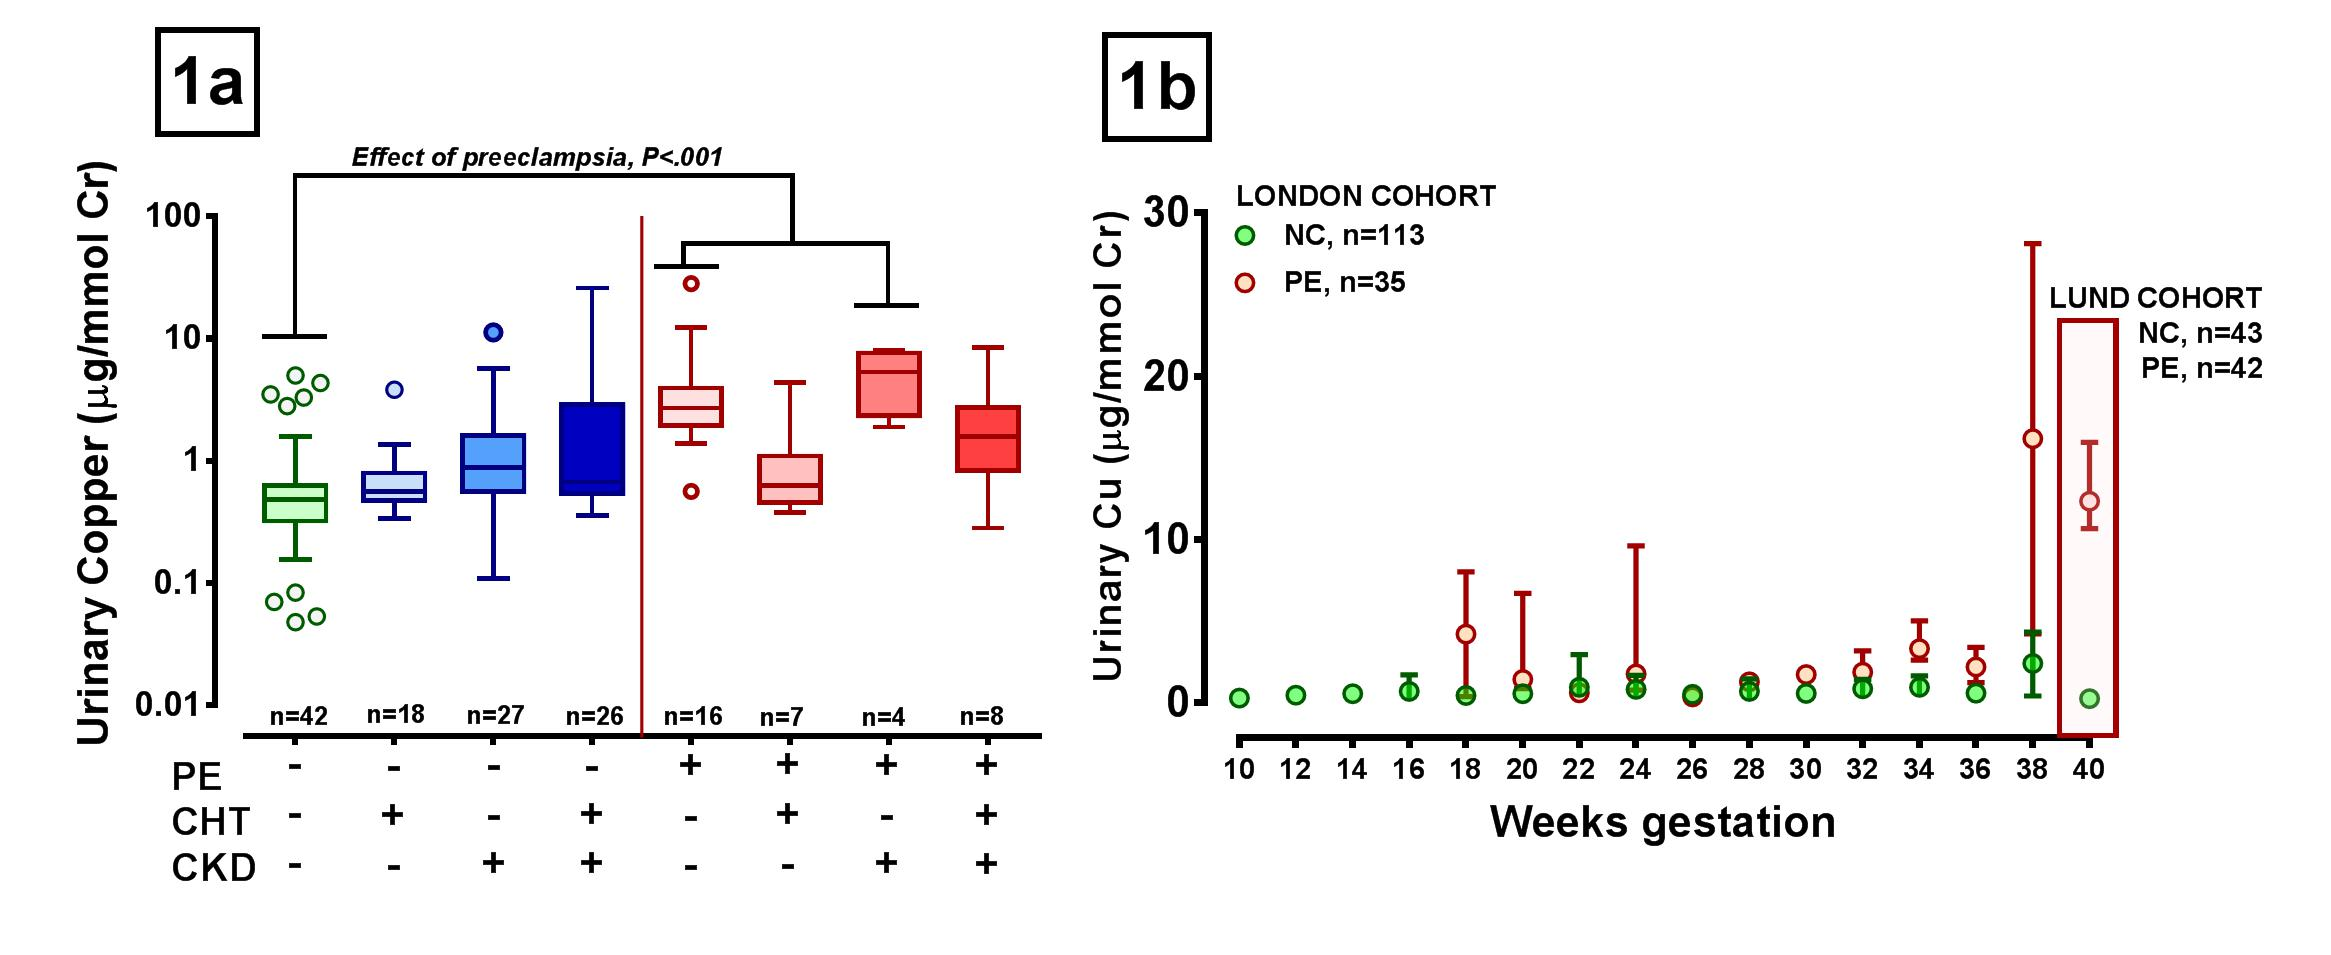 1a
Effect of preeclampsia, P<.001
Urinary Copper (µg/mmol Cr)
100
10
1
0.1
0.01
n=42 n=18 n=27 n=26 n=16 n=7 n=4 n=8
PE - - - - + + + +
CHT - + - + - + - +
CKD - - + + - - + +
1b
LONDON COHORT
NC, n=113
PE, n=35
LUND COHORT
NC, n=43
PE, n=42
Urinary Cu (µg/mmol Cr)
30
20
10
0
10 12 14 16 18 20 22 24 26 28 30 32 34 36 38 40
Weeks gestation